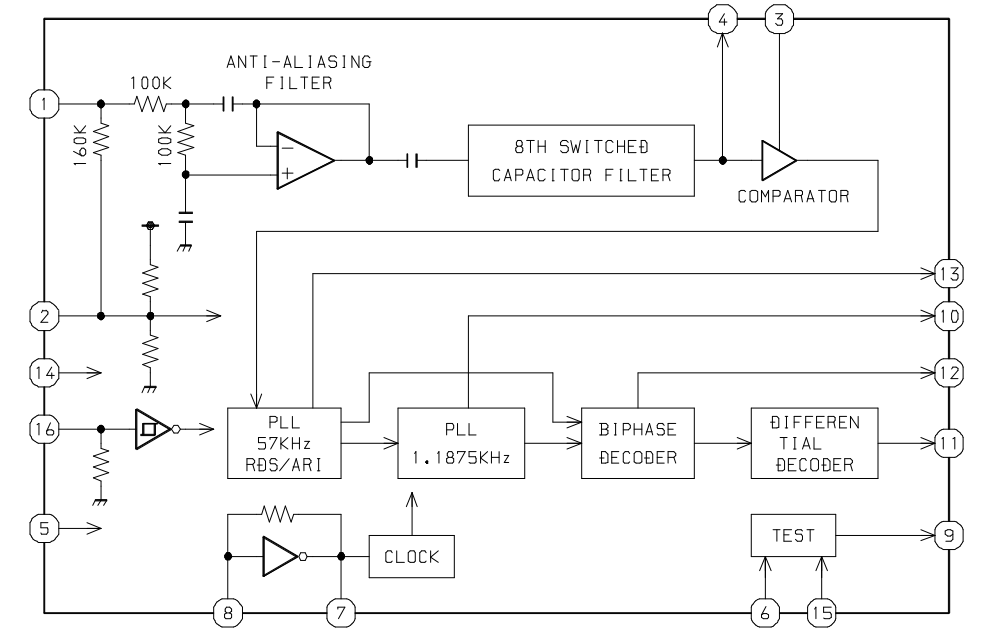 4
3
ANTI-ALIASING
FILTER
100K
1
160K
100K
−
+
8TH SWITCHED
CAPACITOR FILTER
COMPARATOR
13
2
10
14
12
16
PLL
57KHz
RDS/ARI
PLL
1.1875KHz
BIPHASE
DECODER
DIFFEREN
TIAL
DECODER
11
5
CLOCK
TEST
9
8
7
6
15